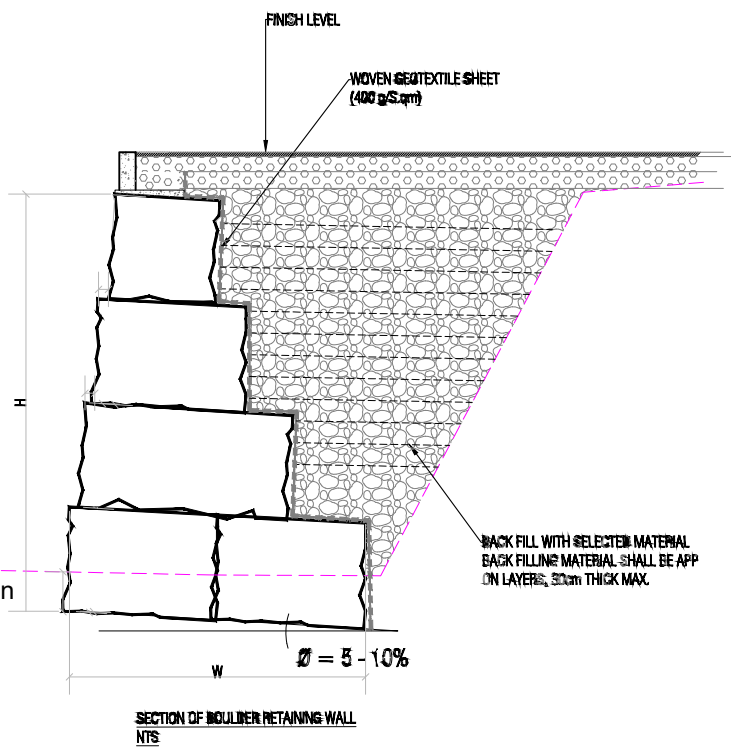 FINISH LEVEL
WOVEN GEOTEXTILE SHEET
(400 g/S.qm)
H
BACK FILL WITH SELECTED MATERIAL
BACK FILLING MATERIAL SHALL BE APP
ON LAYERS, 30cm THICK MAX.
n
Ø = 5 - 10%
W
SECTION OF BOULDER RETAINING WALL
NTS